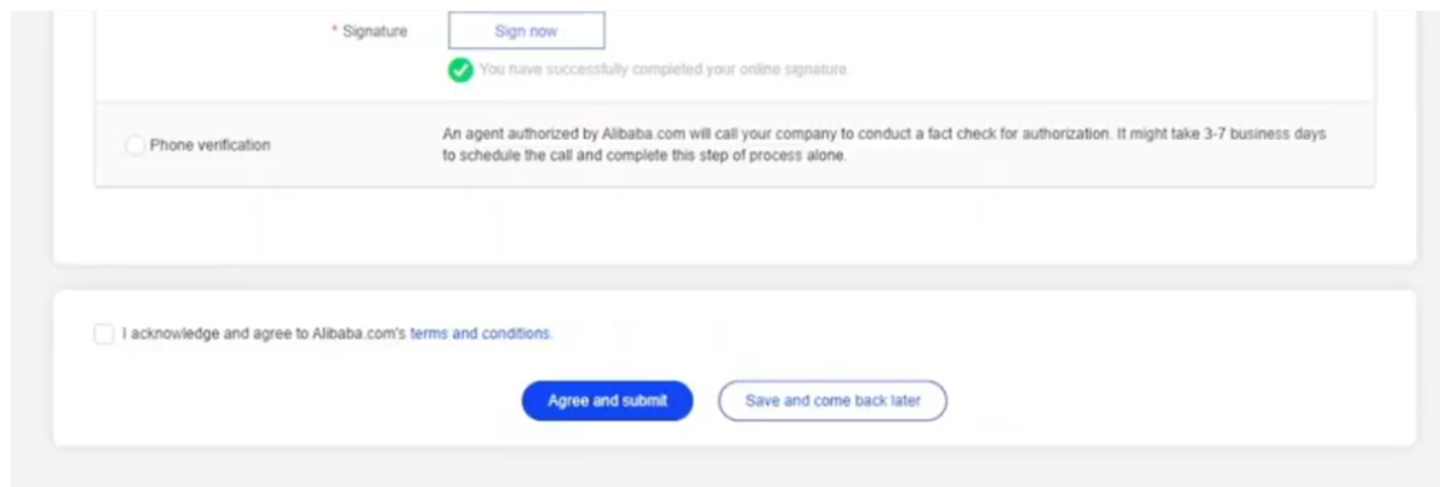 * Signature
Sign now
You have successfully completed your online signature.
Phone verification
An agent authorized by Alibaba.com will call your company to conduct a fact check for authorization. It might take 3-7 business days
to schedule the call and complete this step of process alone.
I acknowledge and agree to Alibaba.com's terms and conditions.
Agree and submit
Save and come back later